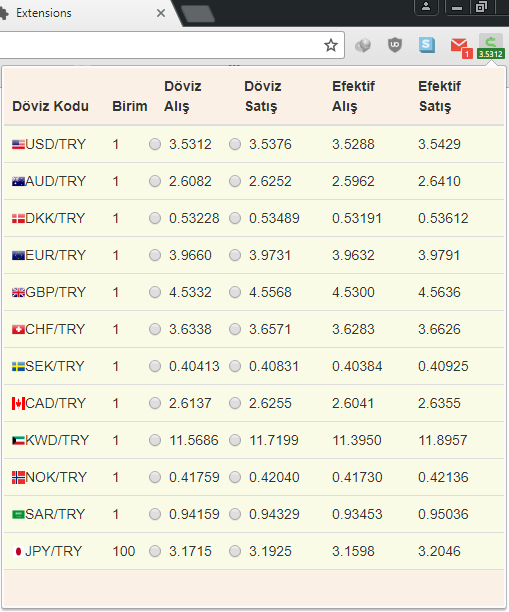 Extensions
1
3.5312
Döviz Kodu Birim Döviz Alış Döviz Satış Efektif Alış Efektif Satış
USD/TRY 1 3.5312 3.5376 3.5288 3.5429
AUD/TRY 1 2.6082 2.6252 2.5962 2.6410
DKK/TRY 1 0.53228 0.53489 0.53191 0.53612
EUR/TRY 1 3.9660 3.9731 3.9632 3.9791
GBP/TRY 1 4.5332 4.5568 4.5300 4.5636
CHF/TRY 1 3.6338 3.6571 3.6283 3.6626
SEK/TRY 1 0.40413 0.40831 0.40384 0.40925
CAD/TRY 1 2.6137 2.6255 2.6041 2.6355
KWD/TRY 1 11.5686 11.7199 11.3950 11.8957
NOK/TRY 1 0.41759 0.42040 0.41730 0.42136
SAR/TRY 1 0.94159 0.94329 0.93453 0.95036
JPY/TRY 100 3.1715 3.1925 3.1598 3.2046